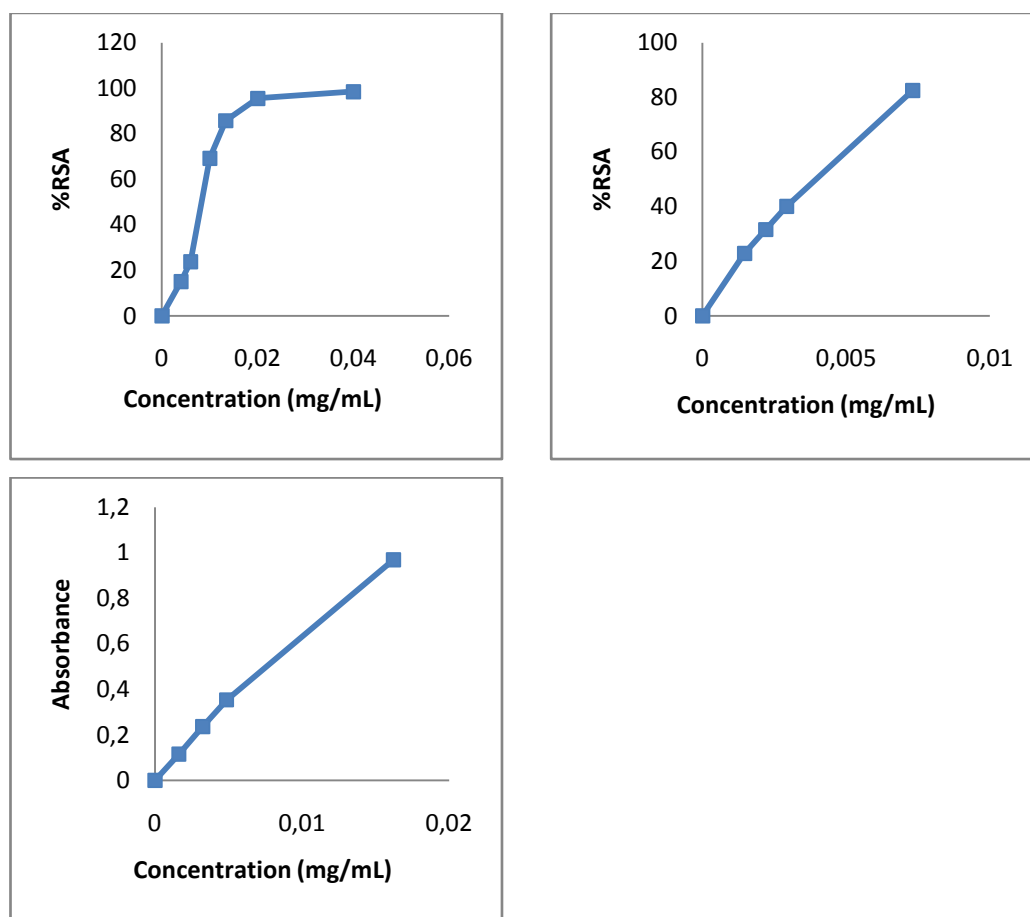 120
100
80
60
40
20
0
%RSA
0 0,02 0,04 0,06
Concentration (mg/mL)
100
80
60
40
20
0
%RSA
0 0,005 0,01
Concentration (mg/mL)
1,2
1
0,8
0,6
0,4
0,2
0
Absorbance
0 0,01 0,02
Concentration (mg/mL)